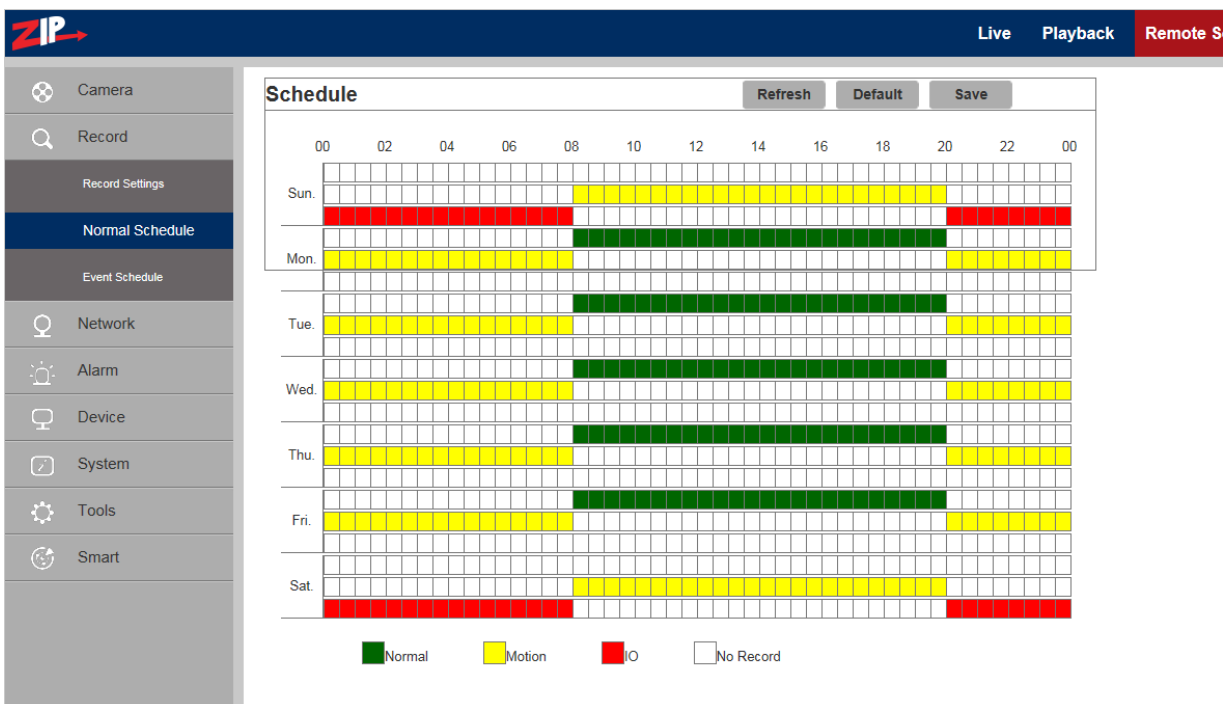 ZIP
Live Playback Remote S
Camera
Record
Record Settings
Normal Schedule
Event Schedule
Network
Alarm
Device
System
Tools
Smart
Schedule
Refresh Default Save
00 02 04 06 08 10 12 14 16 18 20 22 00
Sun.
Mon.
Tue.
Wed.
Thu.
Fri.
Sat.
Normal Motion IO No Record